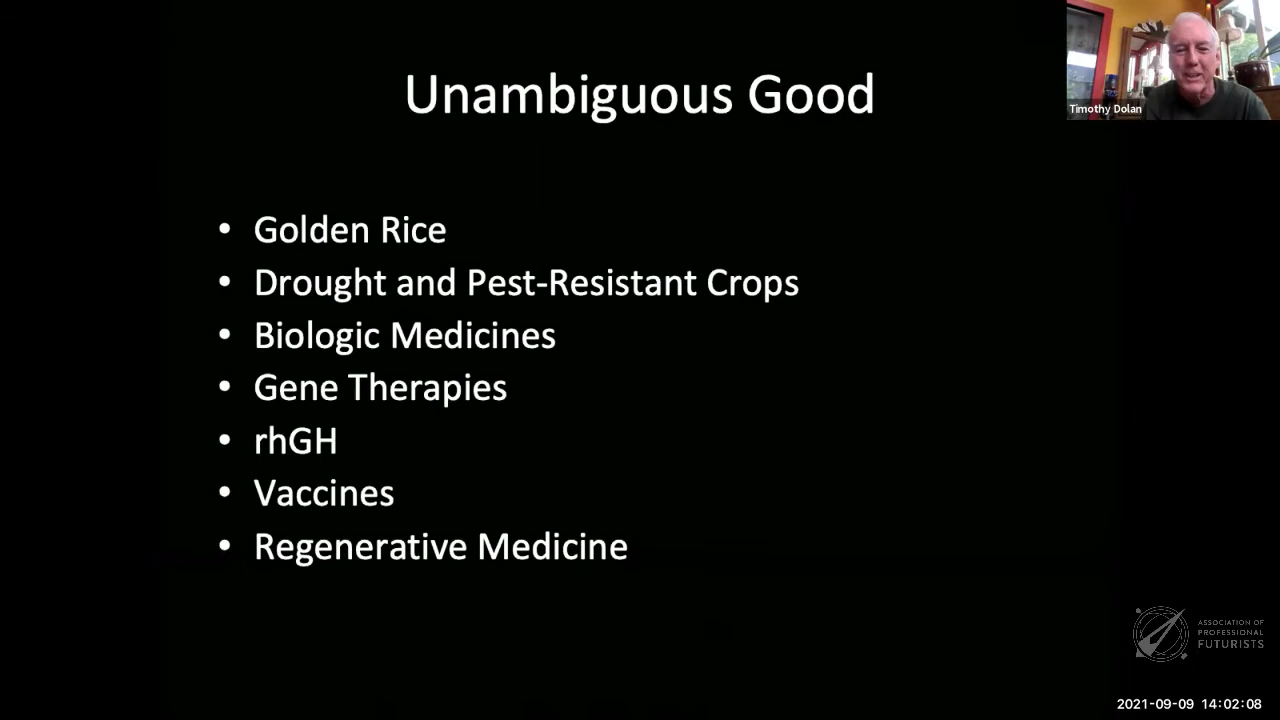 Unambiguous Good
Timothy Dolan
• Golden Rice
• Drought and Pest-Resistant Crops
• Biologic Medicines
• Gene Therapies
• rhGH
• Vaccines
• Regenerative Medicine
ASSOCIATION OF
PROFESSIONAL
FUTURISTS
2021-09-09 14:02:08